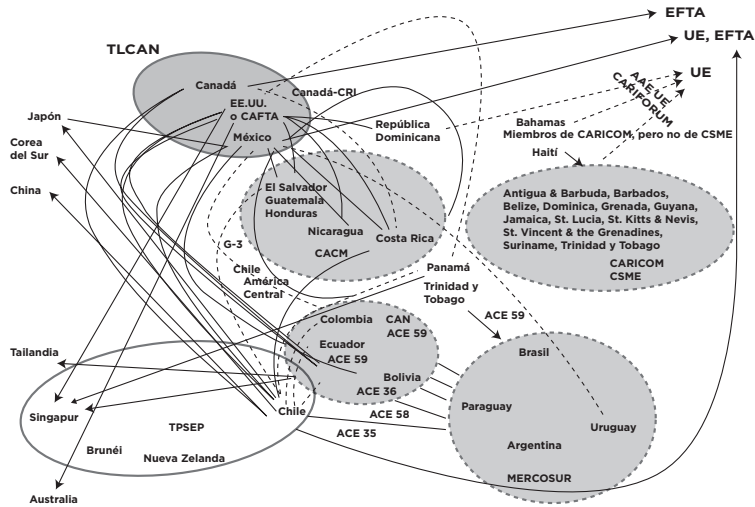 EFTA
UE, EFTA
TLCAN
UE
Canadá
Canadá-CRI
AAE, UE
CARIFORUM
EE.UU.
o CAFTA
Japón
México
República
Dominicana
Bahamas
Miembros de CARICOM, pero no de CSME
Corea
del Sur
Haití
China
El Salvador
Guatemala
Honduras
Nicaragua
Costa Rica
CACM
Antigua & Barbuda, Barbados,
Belize, Dominica, Grenada, Guyana,
Jamaica, St. Lucia, St. Kitts & Nevis,
St. Vincent & the Grenadines,
Suriname, Trinidad y Tobago
CARICOM
CSME
G-3
Chile
América
Central
Panamá
Trinidad y
Tobago
ACE 59
Colombia
CAN
ACE 59
Ecuador
ACE 59
Bolivia
ACE 36
Brasil
Tailandia
Singapur
Chile
ACE 58
ACE 35
Paraguay
Uruguay
TPSEP
Brunéi
Nueva Zelanda
Argentina
MERCOSUR
Australia